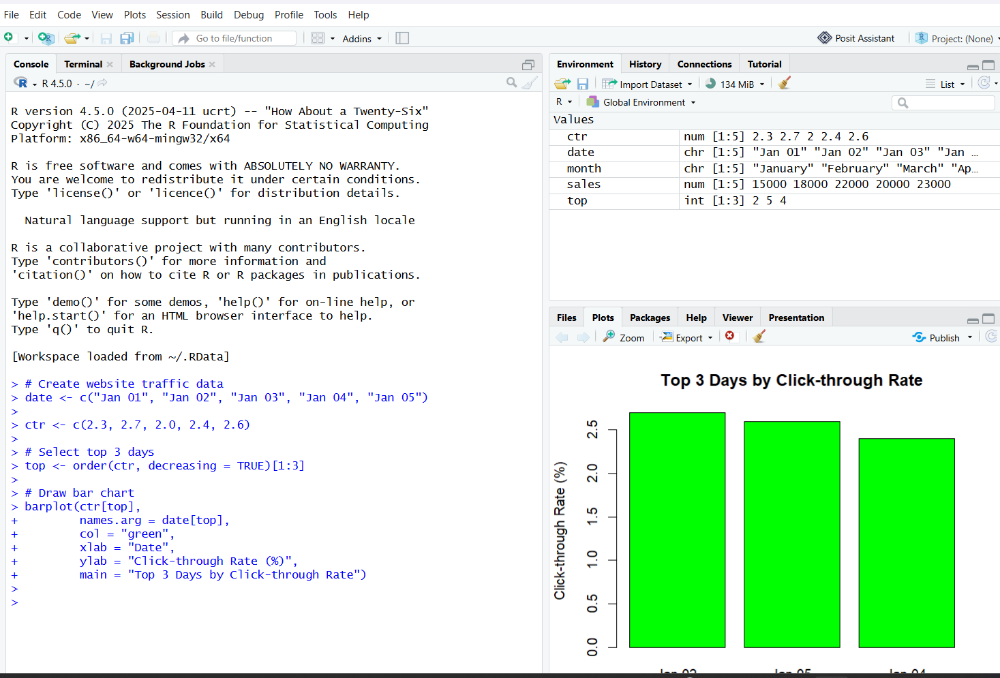 File Edit Code View Plots Session Build Debug Profile Tools Help
Go to file/function Addins Posit Assistant Project: (None)
Console Terminal Background Jobs
R 4.5.0 · ~/
R version 4.5.0 (2025-04-11 ucrt) -- "How About a Twenty-Six"
Copyright (C) 2025 The R Foundation for Statistical Computing
Platform: x86_64-w64-mingw32/x64
R is free software and comes with ABSOLUTELY NO WARRANTY.
You are welcome to redistribute it under certain conditions.
Type 'license()' or 'licence()' for distribution details.
Natural language support but running in an English locale
R is a collaborative project with many contributors.
Type 'contributors()' for more information and
'citation()' on how to cite R or R packages in publications.
Type 'demo()' for some demos, 'help()' for on-line help, or
'help.start()' for an HTML browser interface to help.
Type 'q()' to quit R.
[Workspace loaded from ~/.RData]
> # Create website traffic data
> date <- c("Jan 01", "Jan 02", "Jan 03", "Jan 04", "Jan 05")
>
> ctr <- c(2.3, 2.7, 2.0, 2.4, 2.6)
>
> # Select top 3 days
> top <- order(ctr, decreasing = TRUE)[1:3]
>
> # Draw bar chart
> barplot(ctr[top],
+ names.arg = date[top],
+ col = "green",
+ xlab = "Date",
+ ylab = "Click-through Rate (%)",
+ main = "Top 3 Days by Click-through Rate")
>
>
Environment History Connections Tutorial
Import Dataset 134 MiB List
R Global Environment
Values
ctr num [1:5] 2.3 2.7 2 2.4 2.6
date chr [1:5] "Jan 01" "Jan 02" "Jan 03" "Jan ...
month chr [1:5] "January" "February" "March" "Ap...
sales num [1:5] 15000 18000 22000 20000 23000
top int [1:3] 2 5 4
Files Plots Packages Help Viewer Presentation
Zoom Export Publish
Top 3 Days by Click-through Rate
Click-through Rate (%)
2.5
2.0
1.5
1.0
0.5
0.0
Jan 02 Jan 05 Jan 04